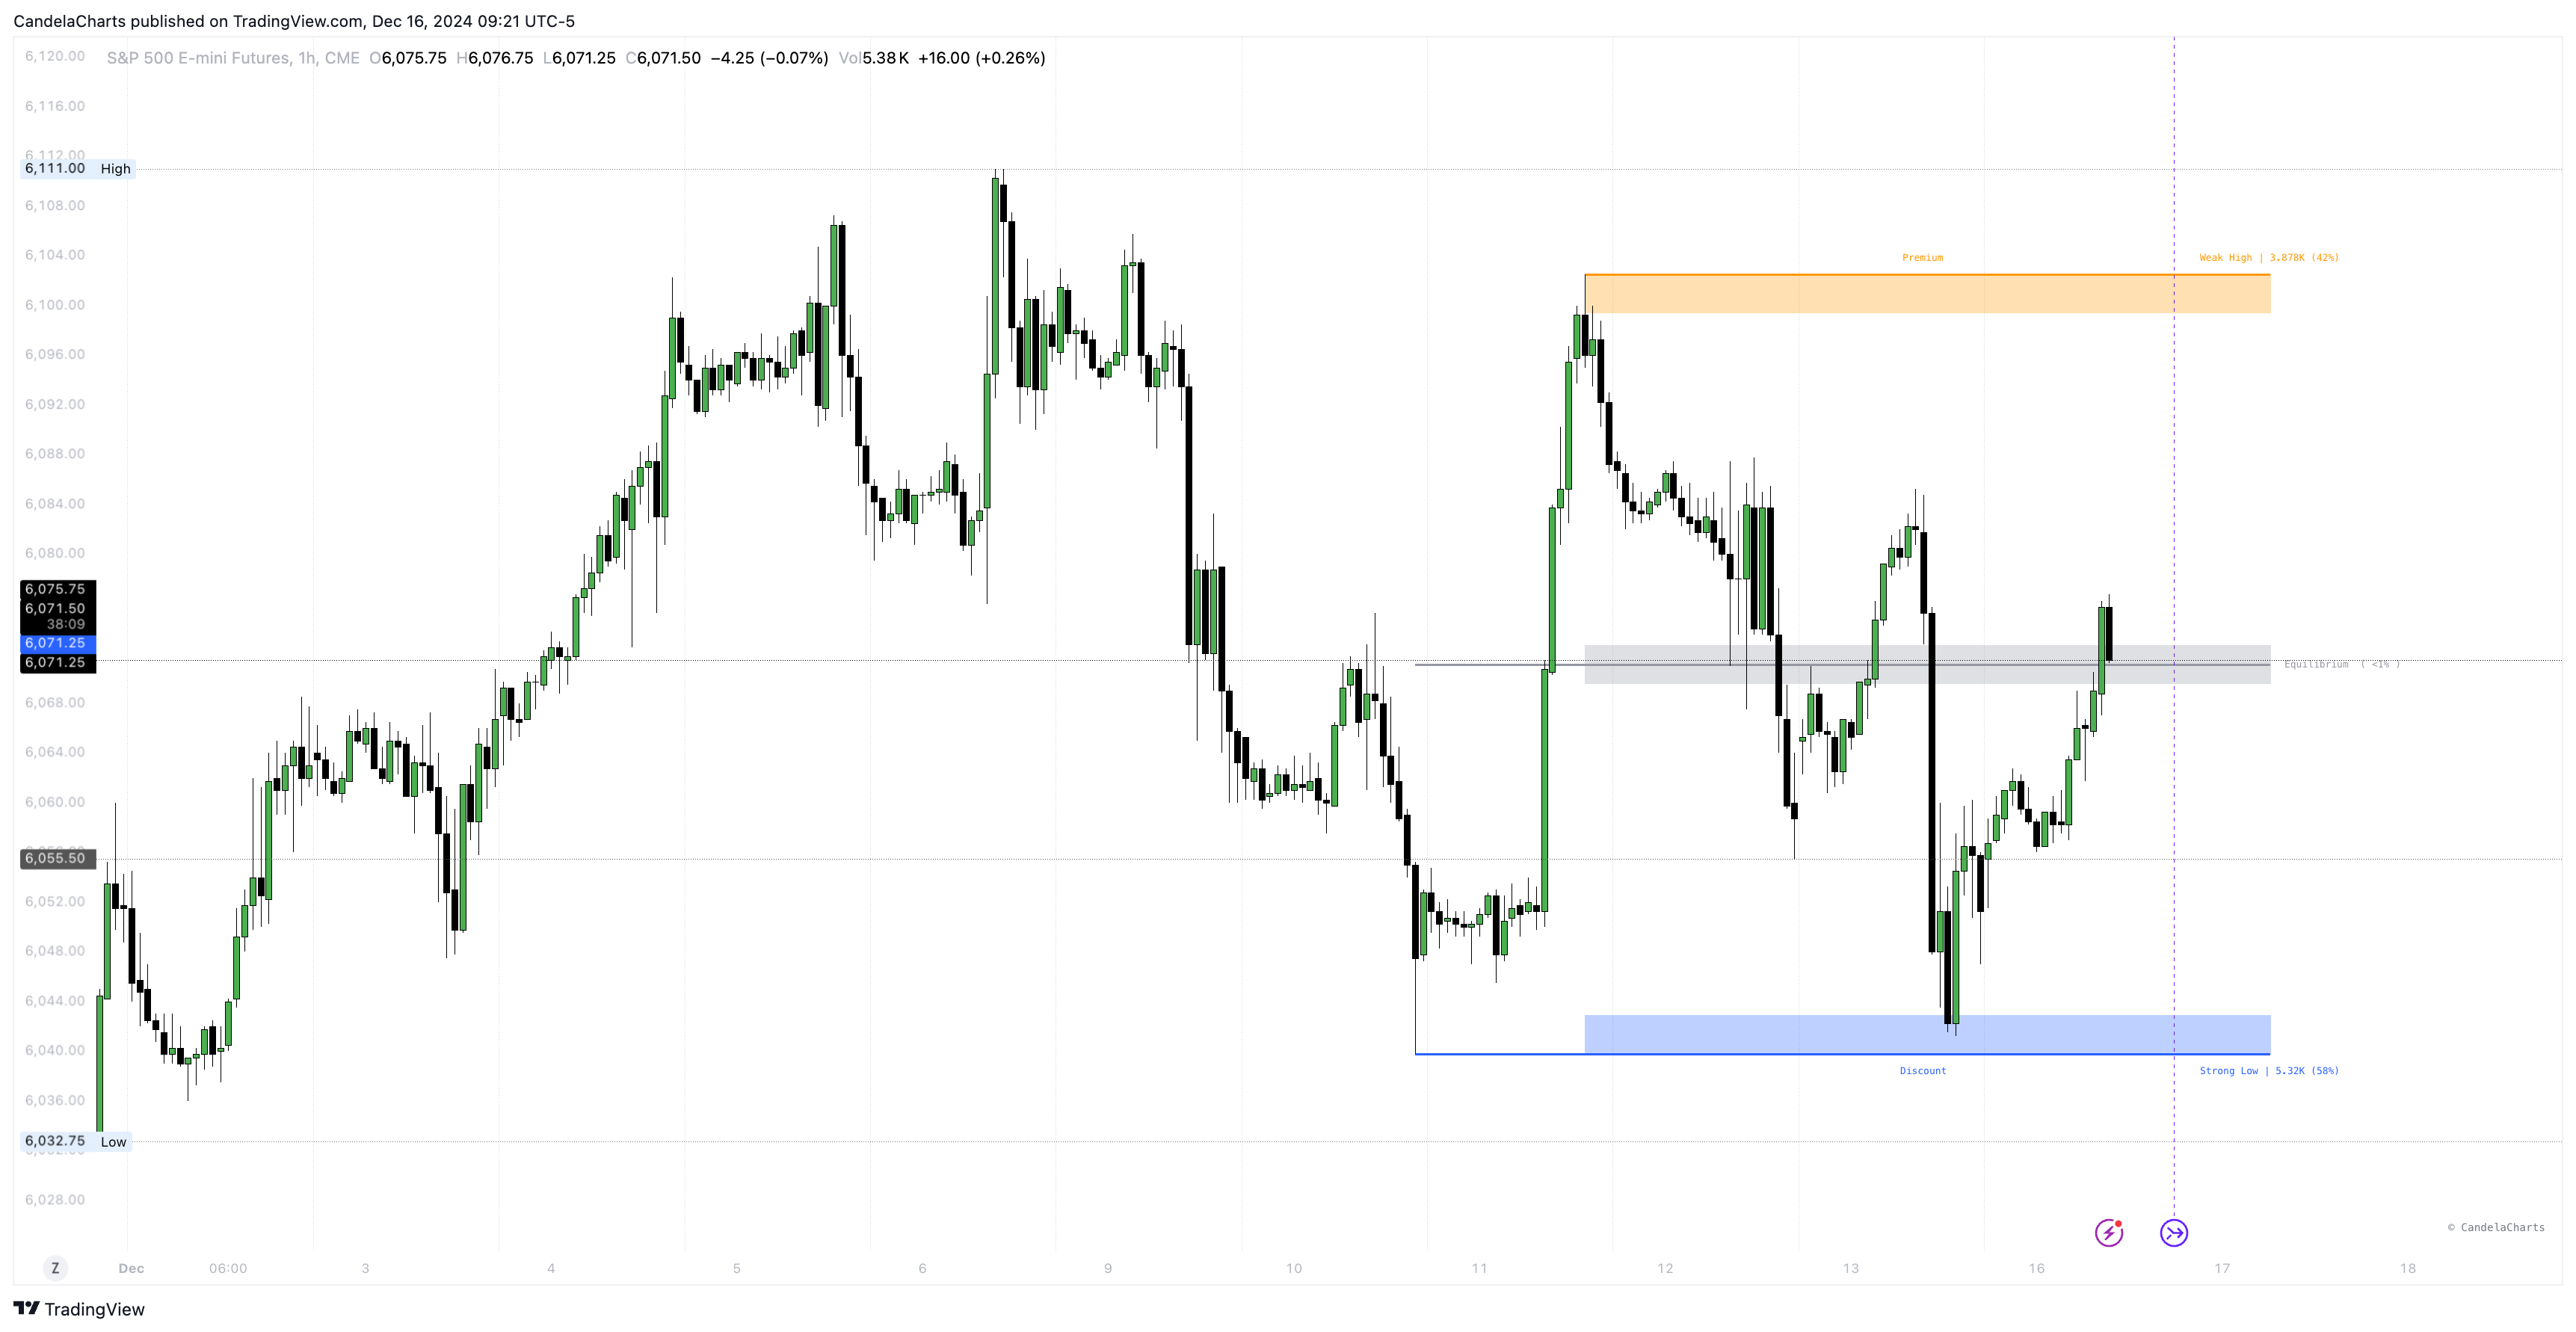 CandelaCharts published on TradingView.com, Dec 16, 2024 09:21 UTC-5
6,120.00
S&P 500 E-mini Futures, 1h, CME O6,075.75 H6,076.75 L6,071.25 C6,071.50 −4.25 (−0.07%) Vol5.38 K +16.00 (+0.26%)
6,116.00
6,112.00
6,111.00 High
6,108.00
6,104.00
Premium
Weak High | 3.878K (42%)
6,100.00
6,096.00
6,092.00
6,088.00
6,084.00
6,080.00
6,075.75
6,071.50
38:09
6,071.25
6,071.25
Equilibrium ( <1% )
6,068.00
6,064.00
6,060.00
6,055.50
6,052.00
6,048.00
6,044.00
6,040.00
Discount
Strong Low | 5.32K (58%)
6,036.00
6,032.75 Low
6,028.00
© CandelaCharts
Z
Dec 06:00 3 4 5 6 9 10 11 12 13 16 17 18
TradingView